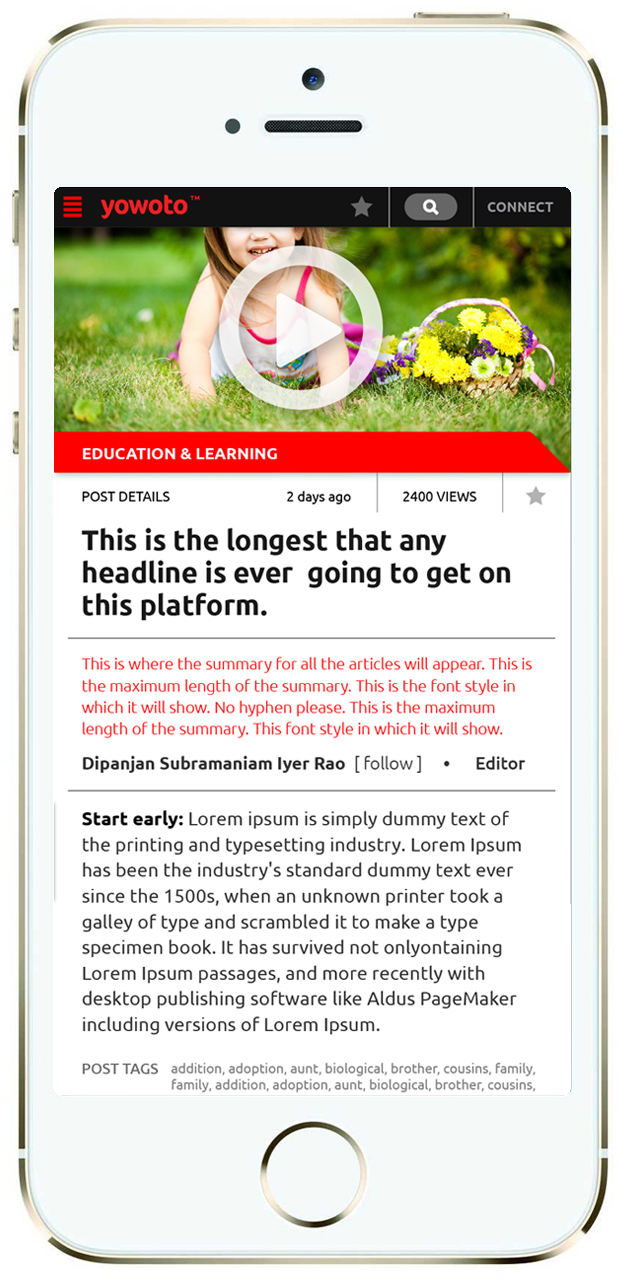 yowoto™
CONNECT
EDUCATION & LEARNING
POST DETAILS 2 days ago 2400 VIEWS
This is the longest that any
headline is ever going to get on
this platform.
This is where the summary for all the articles will appear. This is
the maximum length of the summary. This is the font style in
which it will show. No hyphen please. This is the maximum
length of the summary. This font style in which it will show.
Dipanjan Subramaniam Iyer Rao [ follow ] • Editor
Start early: Lorem ipsum is simply dummy text of
the printing and typesetting industry. Lorem Ipsum
has been the industry's standard dummy text ever
since the 1500s, when an unknown printer took a
galley of type and scrambled it to make a type
specimen book. It has survived not onlyontaining
Lorem Ipsum passages, and more recently with
desktop publishing software like Aldus PageMaker
including versions of Lorem Ipsum.
POST TAGS addition, adoption, aunt, biological, brother, cousins, family,
family, addition, adoption, aunt, biological, brother, cousins,